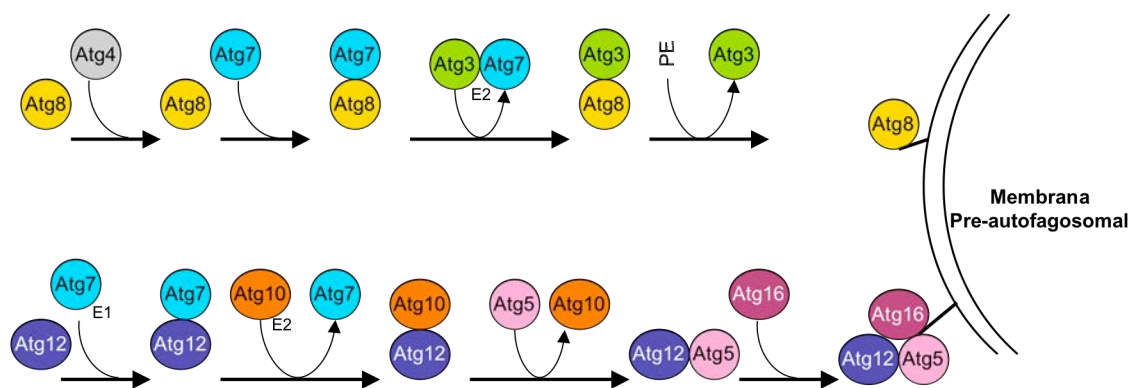 Atg4
Atg8
Atg7
Atg8
Atg7
Atg8
Atg3 Atg7
E2
Atg3
Atg8
PE
Atg3
Atg8
Membrana
Pre-autofagosomal
Atg7
E1
Atg12
Atg7
Atg12
Atg10
E2
Atg7
Atg10
Atg12
Atg5
Atg10
Atg12 Atg5
Atg16
Atg16
Atg12 Atg5